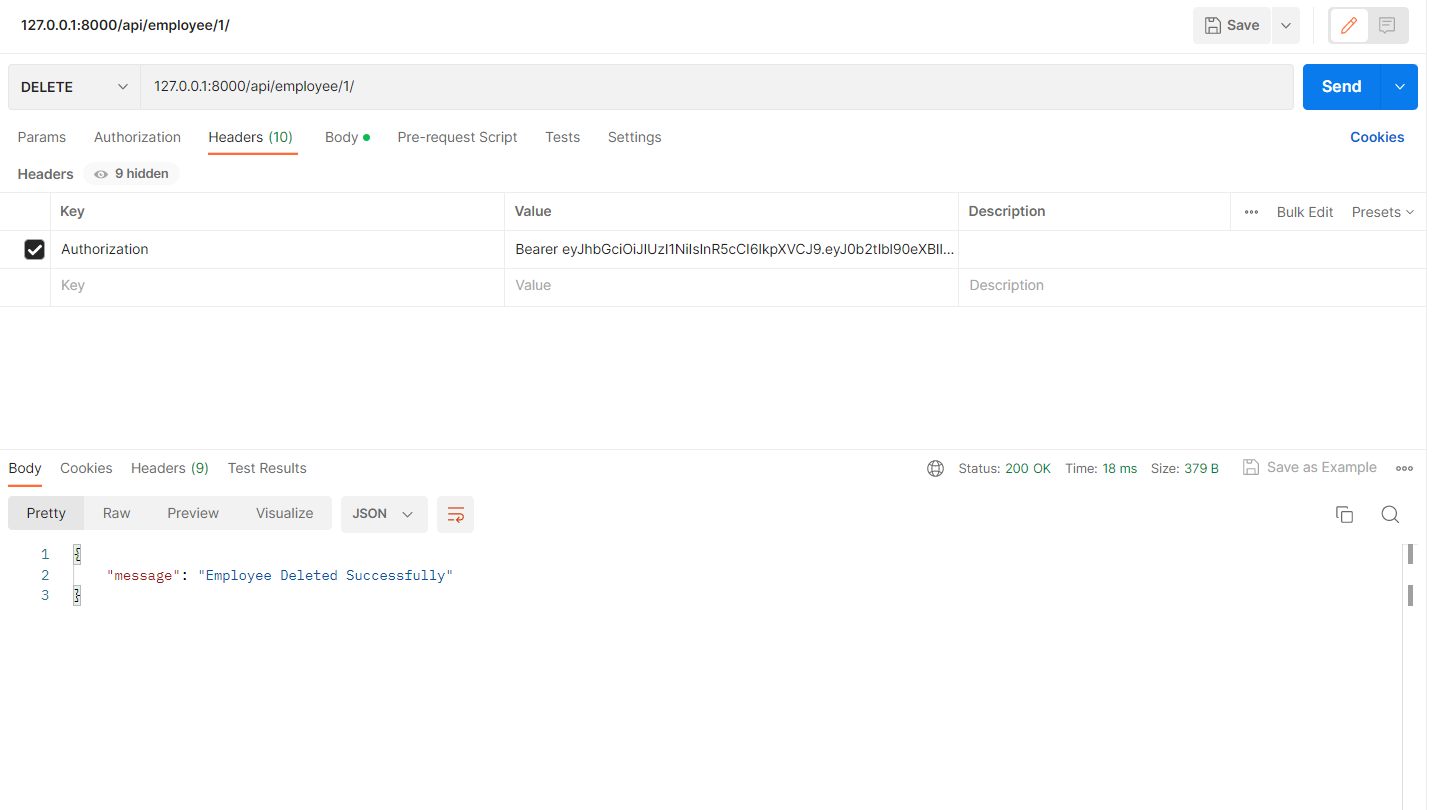 127.0.0.1:8000/api/employee/1/
Save
DELETE 127.0.0.1:8000/api/employee/1/ Send
Params Authorization Headers (10) Body Pre-request Script Tests Settings Cookies
Headers 9 hidden
Key Value Description Bulk Edit Presets
Authorization Bearer eyJhbGciOiJIUzI1NiIsInR5cCI6IkpXVCJ9.eyJ0b2tlbl90eXBlI...
Key Value Description
Body Cookies Headers (9) Test Results Status: 200 OK Time: 18 ms Size: 379 B Save as Example
Pretty Raw Preview Visualize JSON
1 {
2 "message": "Employee Deleted Successfully"
3 }